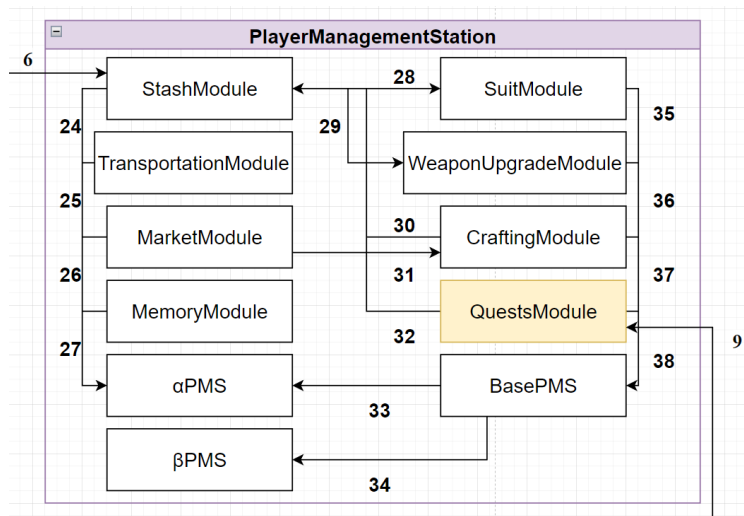 PlayerManagementStation
6
StashModule
28
SuitModule
24
29
35
TransportationModule
WeaponUpgradeModule
25
36
MarketModule
30
CraftingModule
26
31
37
MemoryModule
QuestsModule
27
32
9
38
αPMS
BasePMS
33
βPMS
34